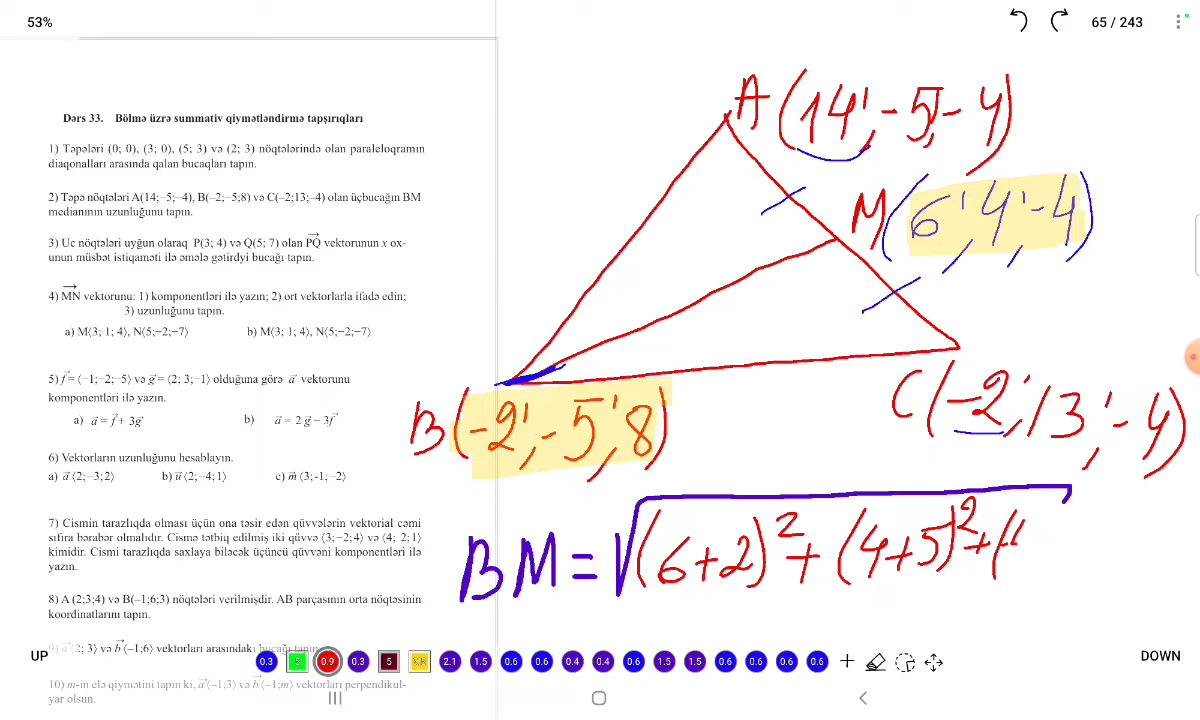 53%
65 / 243
Dərs 33. Bölmə üzrə summativ qiymətləndirmə tapşırıqları
1) Təpələri (0; 0), (3; 0), (5; 3) və (2; 3) nöqtələrində olan paraleloqramın
diaqonalları arasında qalan bucaqları tapın.
2) Təpə nöqtələri A(14;−5;−4), B(−2;−5;8) və C(−2;13;−4) olan üçbucağın BM
medianının uzunluğunu tapın.
3) Uc nöqtələri uyğun olaraq P(3; 4) və Q(5; 7) olan PQ vektorunun x ox-
unun müsbət istiqaməti ilə əmələ gətirdyi bucağı tapın.
4) MN vektorunu: 1) komponentləri ilə yazın; 2) ort vektorlarla ifadə edin;
3) uzunluğunu tapın.
a) M(3; 1; 4), N(5;−2;−7) b) M(3; 1; 4), N(5;−2;−7)
5) f = ⟨−1;−2;−5⟩ və g = ⟨2; 3;−1⟩ olduğuna görə a vektorunu
komponentləri ilə yazın.
a) a = f + 3g b) a = 2 g − 3f
6) Vektorların uzunluğunu hesablayın.
a) a ⟨2;−3;2⟩ b) u ⟨2;−4;1⟩ c) m ⟨3;-1;−2⟩
7) Cismin tarazlıqda olması üçün ona təsir edən qüvvələrin vektorial cəmi
sıfıra bərabər olmalıdır. Cismə tətbiq edilmiş iki qüvvə ⟨3;−2;4⟩ və ⟨4; 2;1⟩
kimidir. Cismi tarazlıqda saxlaya biləcək üçüncü qüvvəni komponentləri ilə
yazın.
8) A (2;3;4) və B(−1;6;3) nöqtələri verilmişdir. AB parçasının orta nöqtəsinin
koordinatlarını tapın.
9) a ⟨2; 3⟩ və b ⟨−1;6⟩ vektorları arasındakı bucağı tapın
10) m-in elə qiymətini tapın ki, a ⟨−1;3⟩ və b ⟨−1;m⟩ vektorları perpendikul-
yar olsun.
A (14; -5; -4)
M (6; 4; -4)
B (-2; -5; 8)
C (-2; 13; -4)
BM = √(6+2)² + (4+5)² + (
UP
0.3 5 0.9 0.3 5 2.1 1.5 0.6 0.6 0.4 0.4 0.6 1.5 1.5 0.6 0.6 0.6 0.6
DOWN